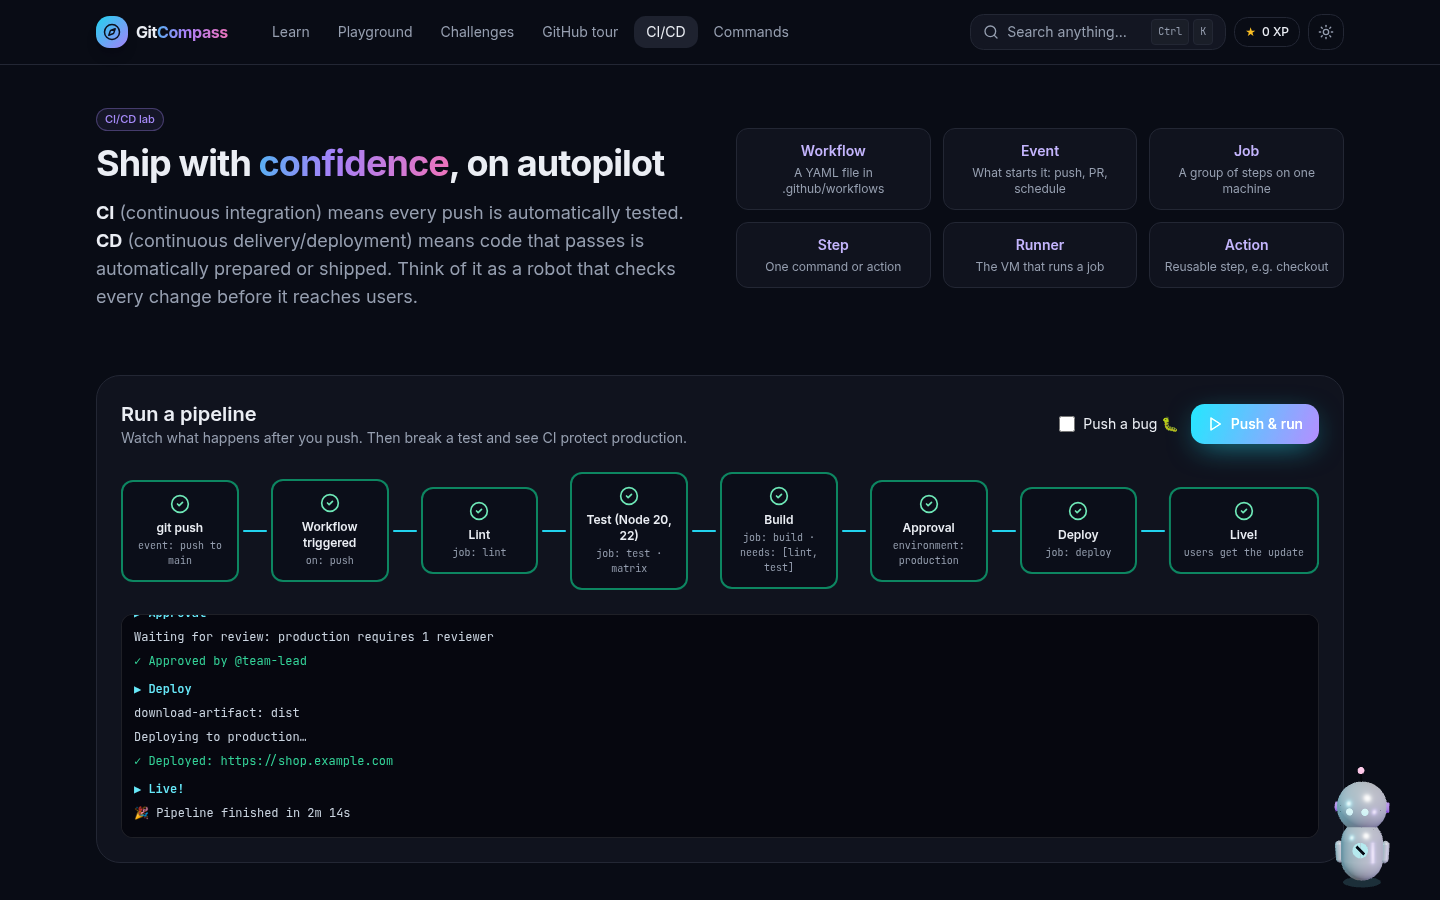 GitCompass
Learn
Playground
Challenges
GitHub tour
CI/CD
Commands
Search anything...
Ctrl
K
★ 0 XP
CI/CD lab
Ship with confidence, on autopilot
CI (continuous integration) means every push is automatically tested.
CD (continuous delivery/deployment) means code that passes is
automatically prepared or shipped. Think of it as a robot that checks
every change before it reaches users.
Workflow
A YAML file in
.github/workflows
Event
What starts it: push, PR,
schedule
Job
A group of steps on one
machine
Step
One command or action
Runner
The VM that runs a job
Action
Reusable step, e.g. checkout
Run a pipeline
Watch what happens after you push. Then break a test and see CI protect production.
Push a bug 🐛
Push & run
git push
event: push to
main
Workflow
triggered
on: push
Lint
job: lint
Test (Node 20,
22)
job: test ·
matrix
Build
job: build ·
needs: [lint,
test]
Approval
environment:
production
Deploy
job: deploy
Live!
users get the update
▶ Approval
Waiting for review: production requires 1 reviewer
✓ Approved by @team-lead
▶ Deploy
download-artifact: dist
Deploying to production…
✓ Deployed: https://shop.example.com
▶ Live!
🎉 Pipeline finished in 2m 14s